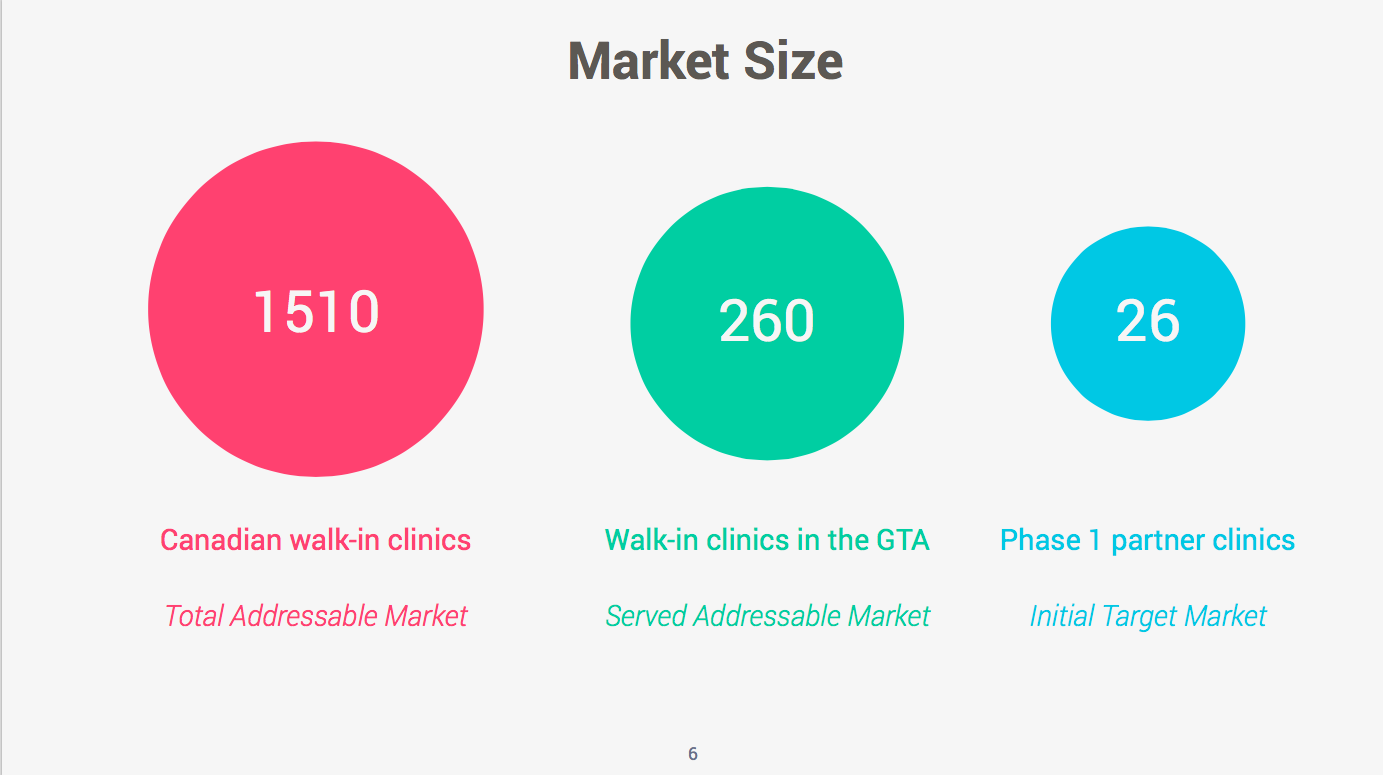 Market Size
1510
260
26
Canadian walk-in clinics
Walk-in clinics in the GTA
Phase 1 partner clinics
Total Addressable Market
Served Addressable Market
Initial Target Market
6